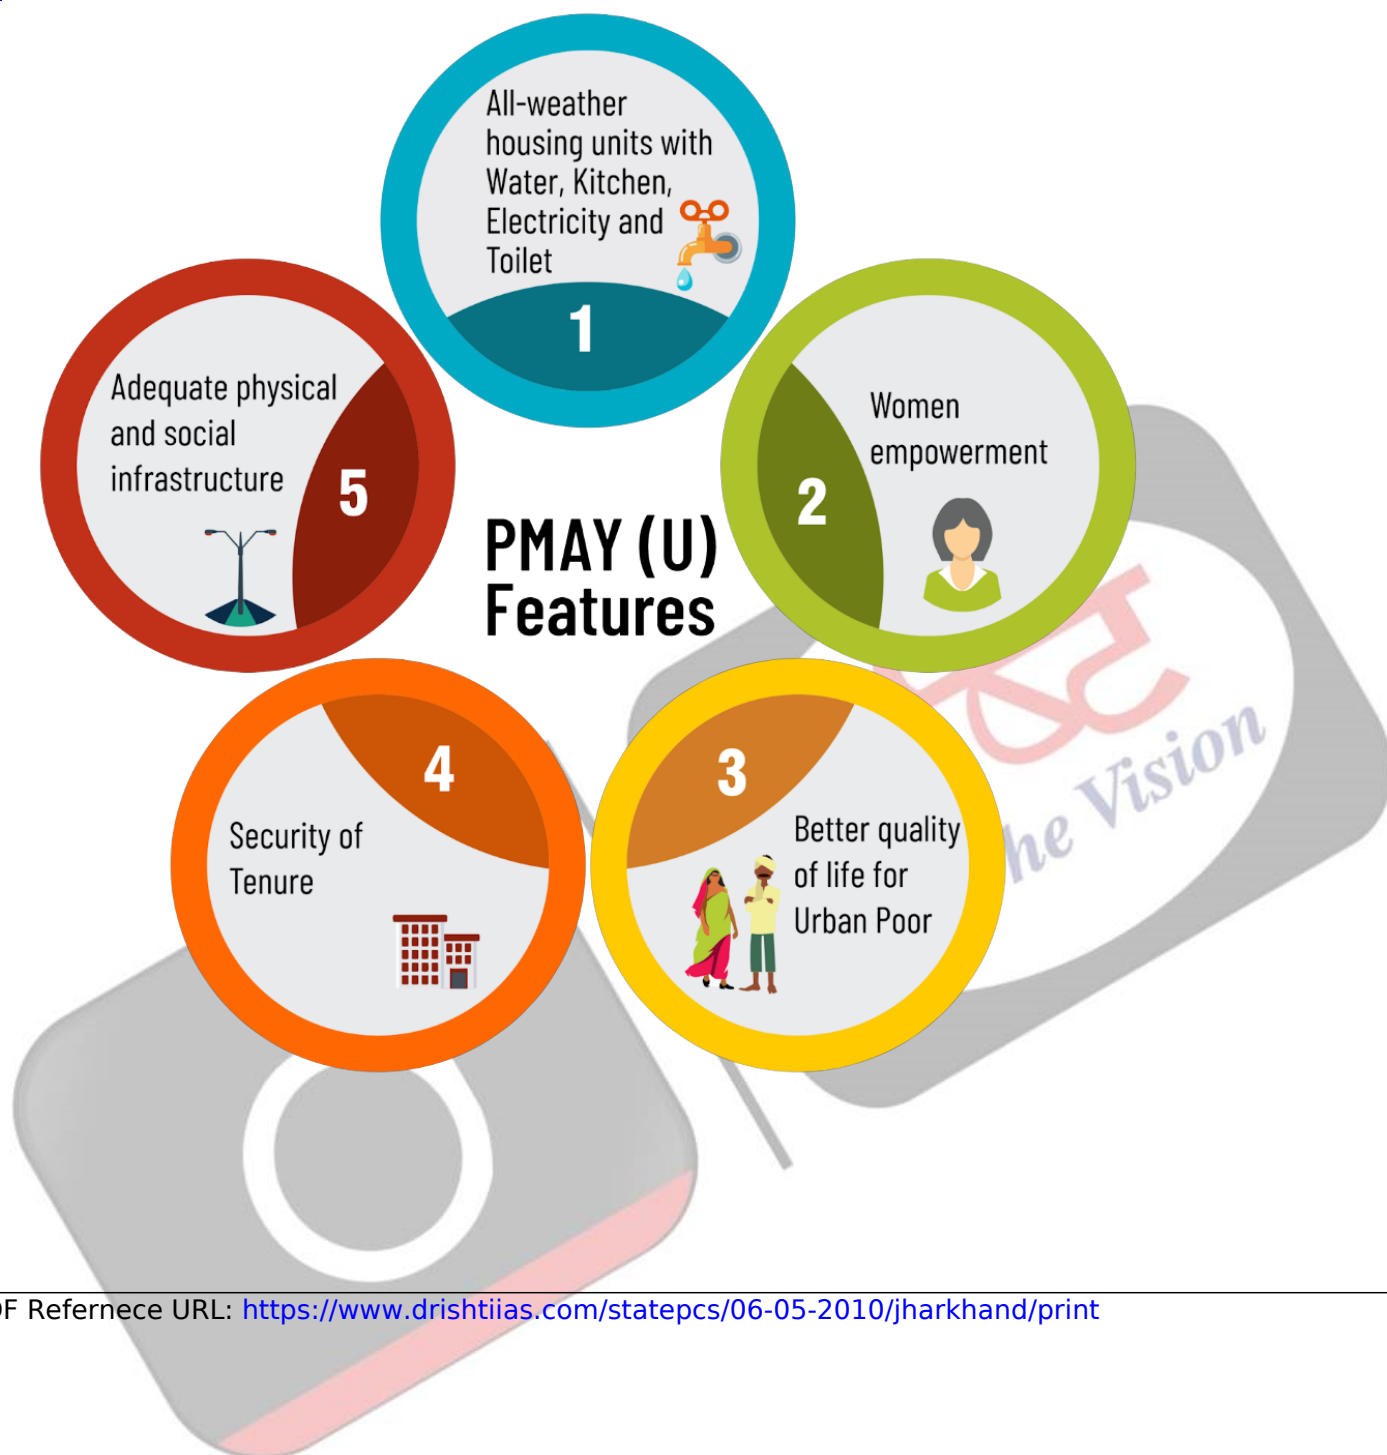 All-weather
housing units with
Water, Kitchen,
Electricity and
Toilet
1
Women
empowerment
2
3
Better quality
of life for
Urban Poor
4
Security of
Tenure
Adequate physical
and social
infrastructure
5
PMAY (U)
Features
he Vision
F Refernece URL: https://www.drishtiias.com/statepcs/06-05-2010/jharkhand/print